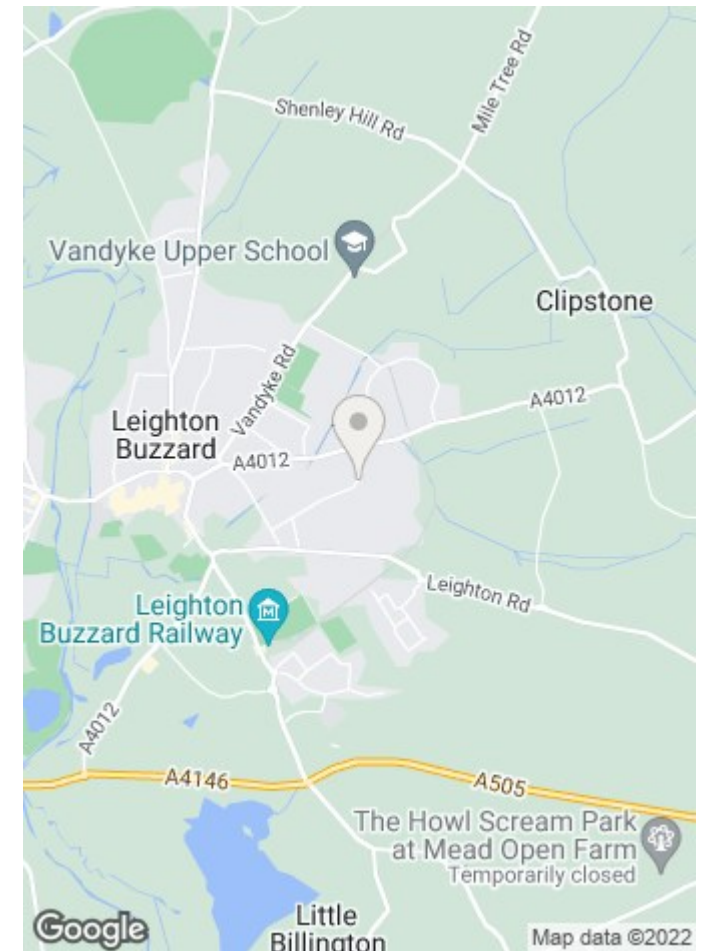 Shenley Hill Rd
Mile Tree Rd
Vandyke Upper School
Clipstone
Vandyke Rd
A4012
Leighton
Buzzard
A4012
Leighton Rd
Leighton
Buzzard Railway
A4012
A4146
A505
The Howl Scream Park
at Mead Open Farm
Temporarily closed
Little
Billington
Google
Map data ©2022